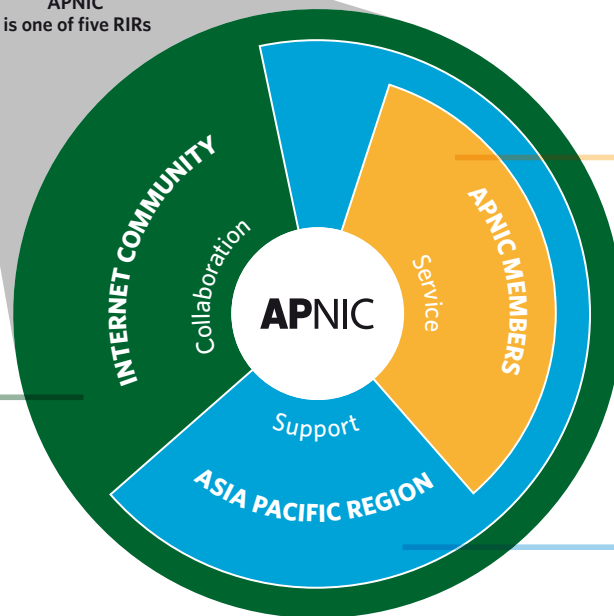 APNIC
is one of five RIRs
INTERNET COMMUNITY
Collaboration
APNIC
Service
APNIC MEMBERS
Support
ASIA PACIFIC REGION